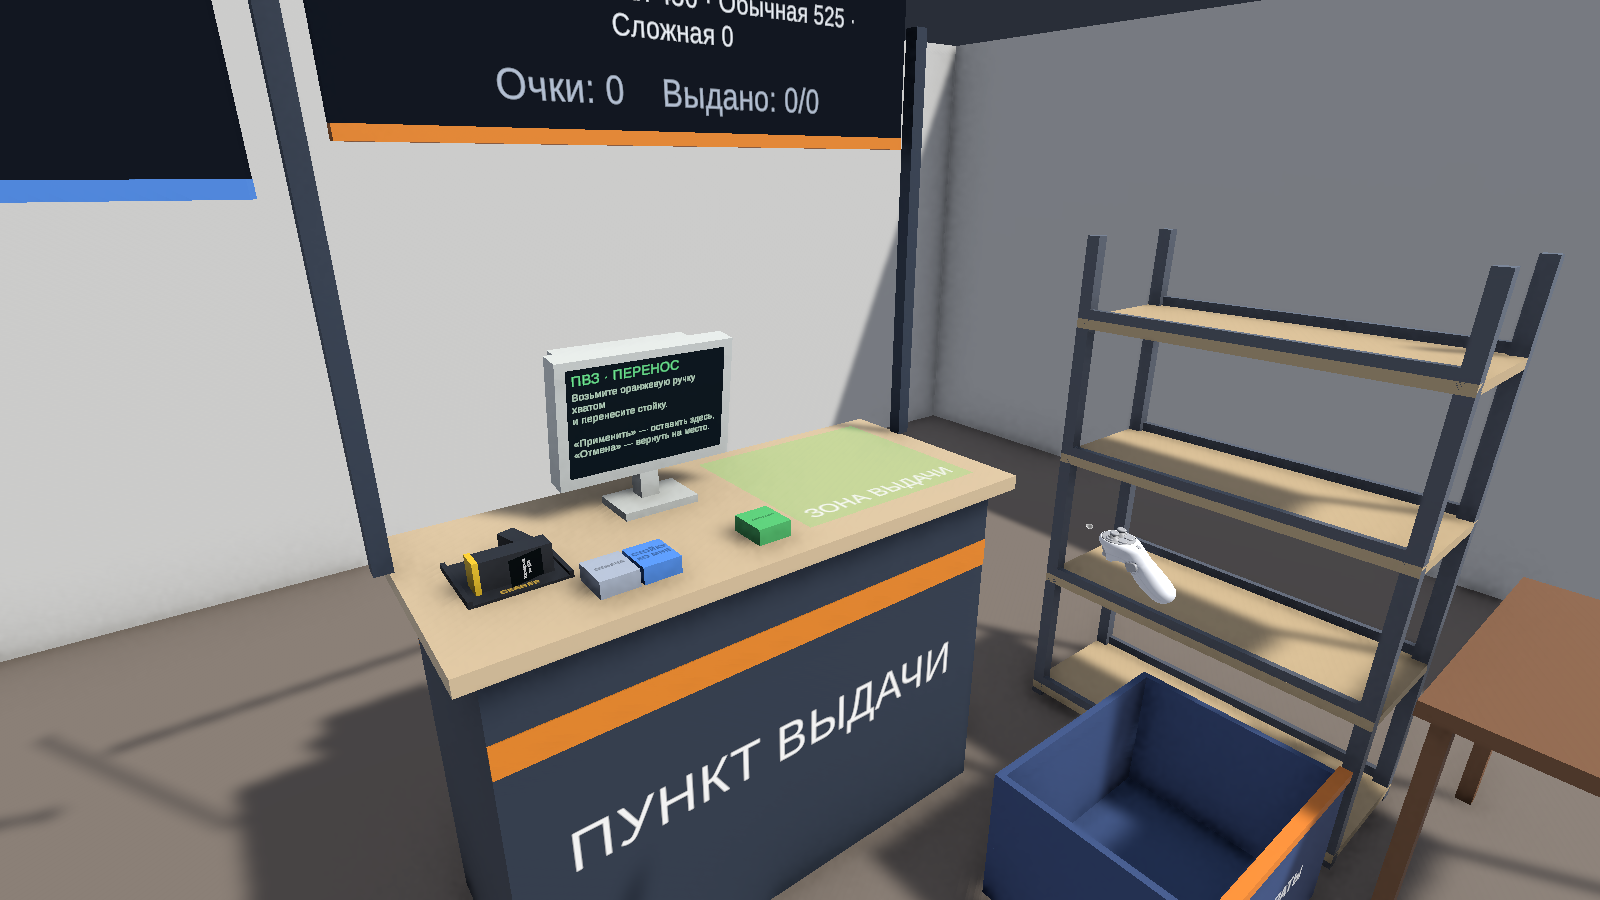 Обычная 525 ·
Сложная 0
Очки: 0 Выдано: 0/0
ПВЗ · ПЕРЕНОС
Возьмите оранжевую ручку
хватом
и перенесите стойку.
«Применить» — оставить здесь,
«Отмена» — вернуть на место.
ЗОНА ВЫДАЧИ
СКАНЕР
ПУНКТ ВЫДАЧИ